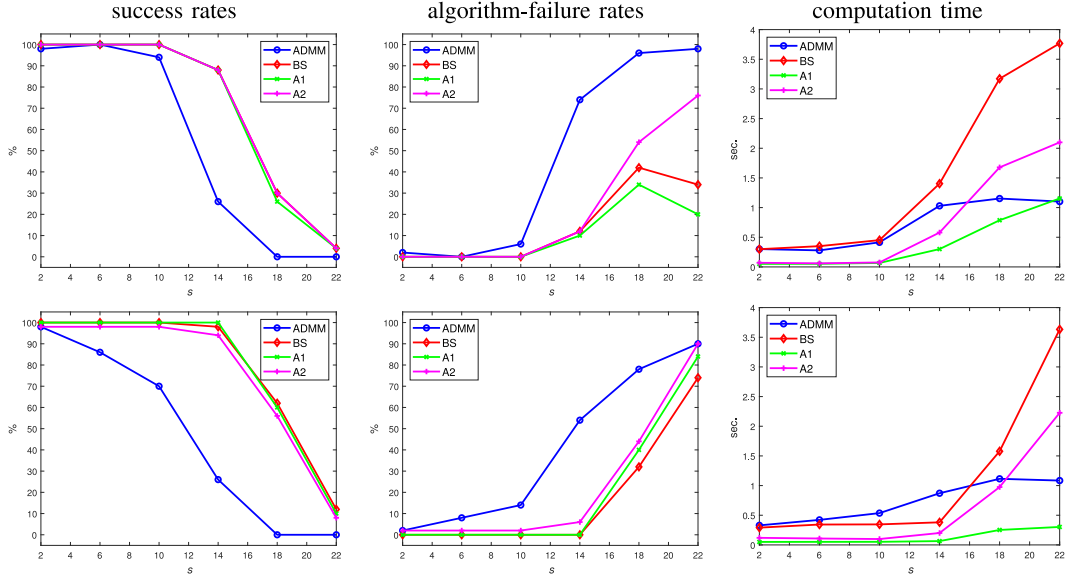 success rates
algorithm-failure rates
computation time
100
90
80
70
60
50
40
30
20
10
0
%
2 4 6 8 10 12 14 16 18 20 22
s
ADMM
BS
A1
A2
100
90
80
70
60
50
40
30
20
10
0
%
2 4 6 8 10 12 14 16 18 20 22
s
ADMM
BS
A1
A2
4
3.5
3
2.5
2
1.5
1
0.5
0
sec.
2 4 6 8 10 12 14 16 18 20 22
s
ADMM
BS
A1
A2
100
90
80
70
60
50
40
30
20
10
0
%
2 4 6 8 10 12 14 16 18 20 22
s
ADMM
BS
A1
A2
100
90
80
70
60
50
40
30
20
10
0
%
2 4 6 8 10 12 14 16 18 20 22
s
ADMM
BS
A1
A2
4
3.5
3
2.5
2
1.5
1
0.5
0
sec.
2 4 6 8 10 12 14 16 18 20 22
s
ADMM
BS
A1
A2